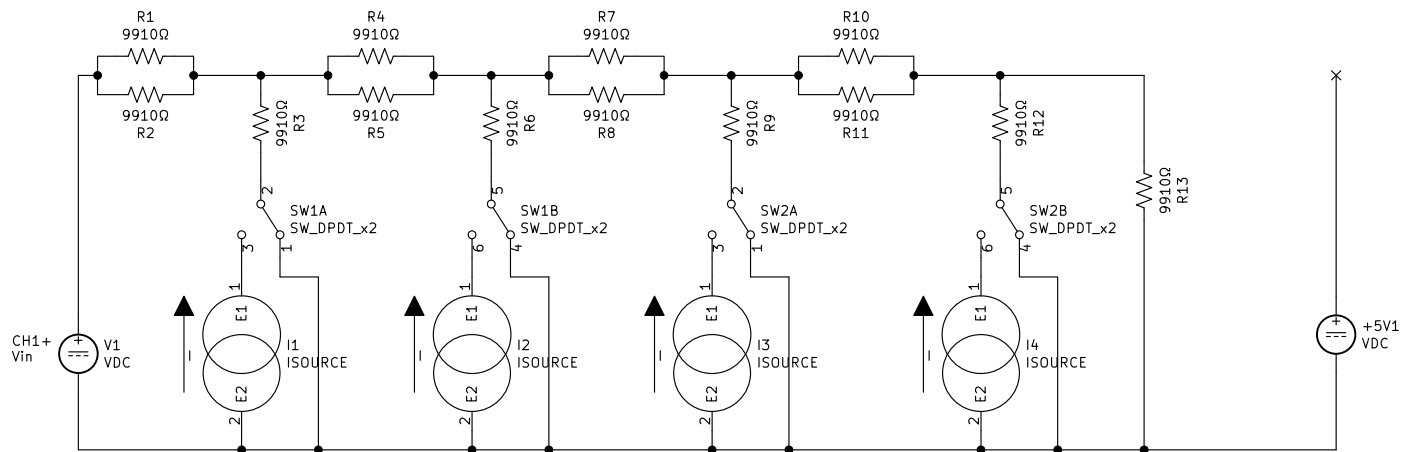 R1
9910Ω
9910Ω
R2
9910Ω
R3
R4
9910Ω
9910Ω
R5
9910Ω
R6
R7
9910Ω
9910Ω
R8
9910Ω
R9
R10
9910Ω
9910Ω
R11
9910Ω
R12
9910Ω
R13
2
SW1A
SW_DPDT_x2
3
1
5
SW1B
SW_DPDT_x2
6
4
2
SW2A
SW_DPDT_x2
3
1
5
SW2B
SW_DPDT_x2
6
4
CH1+
Vin
+
V1
VDC
I
1
E1
E2
2
I1
ISOURCE
I
1
E1
E2
2
I2
ISOURCE
I
1
E1
E2
2
I3
ISOURCE
I
1
E1
E2
2
I4
ISOURCE
+
+5V1
VDC